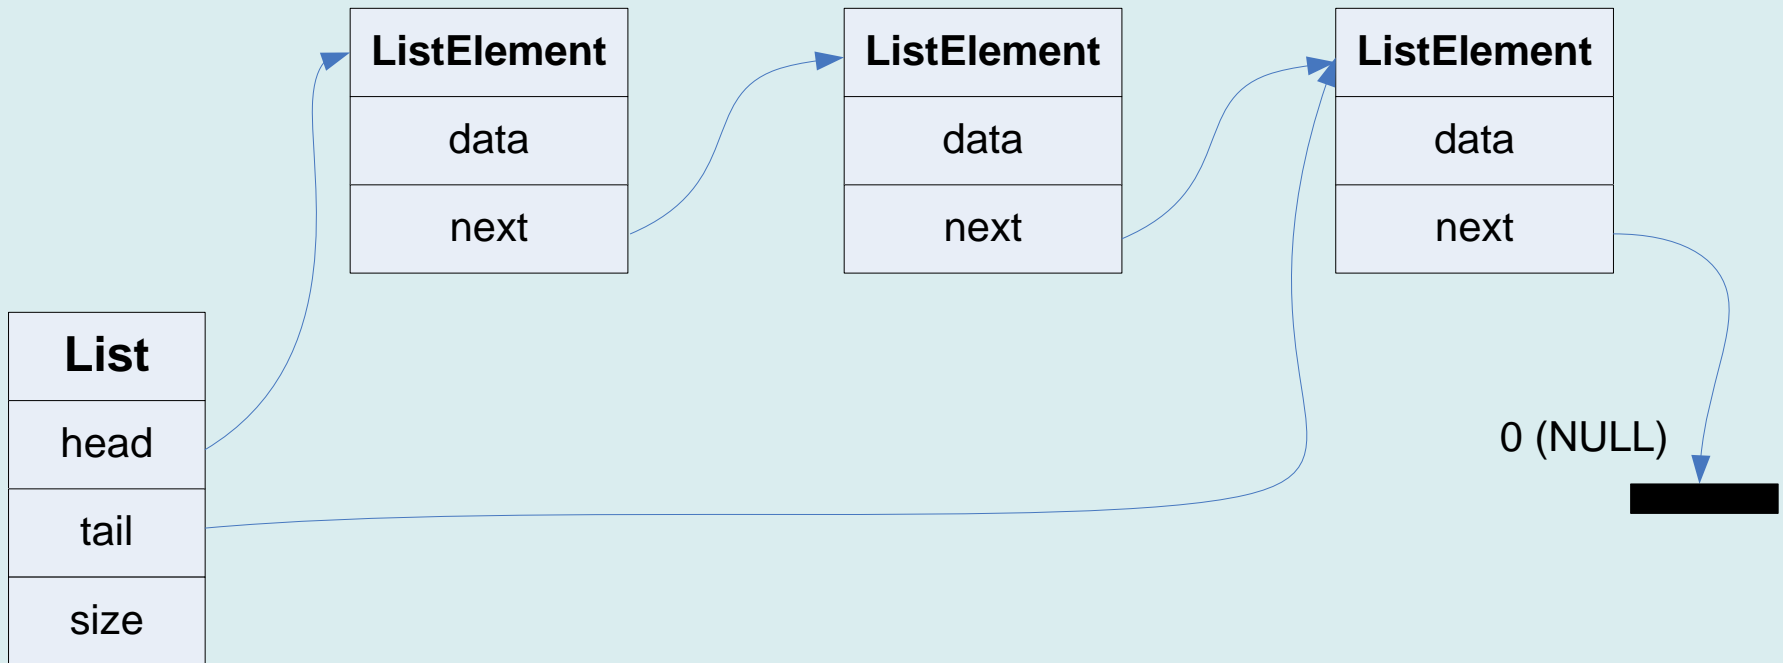 ListElement
data
next
ListElement
data
next
ListElement
data
next
List
head
tail
size
0 (NULL)